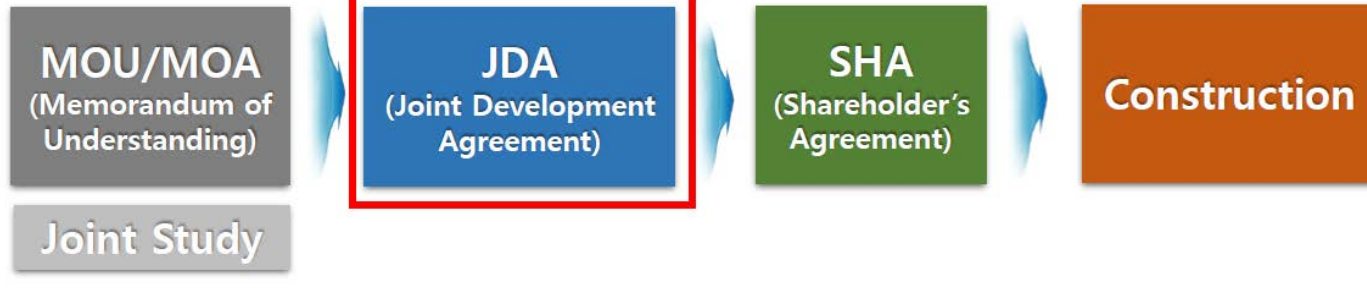 MOU/MOA
(Memorandum of
Understanding)
Joint Study
JDA
(Joint Development
Agreement)
SHA
(Shareholder's
Agreement)
Construction